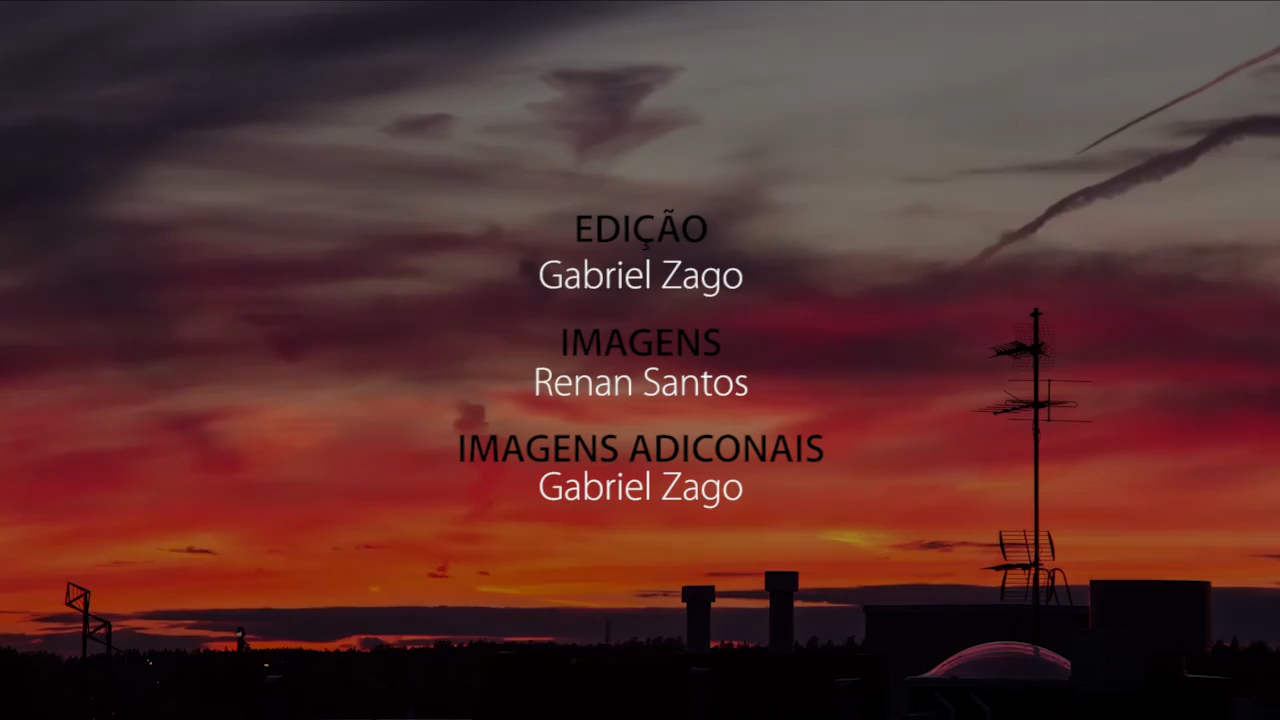 EDIÇÃO
Gabriel Zago
IMAGENS
Renan Santos
IMAGENS ADICONAIS
Gabriel Zago